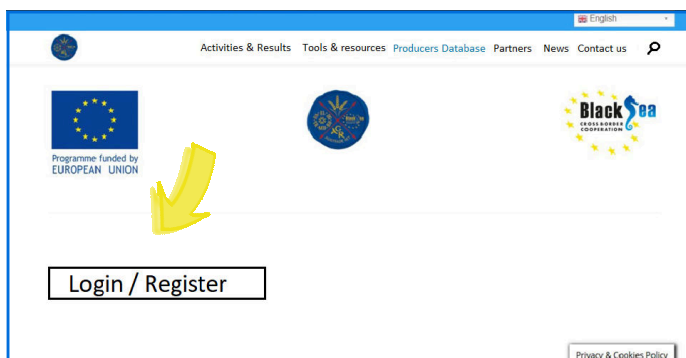 English
Activities & Results Tools & resources Producers Database Partners News Contact us
Programme funded by
EUROPEAN UNION
Black Sea
CROSS BORDER
COOPERATION
Login / Register
Privacy & Cookies Policy